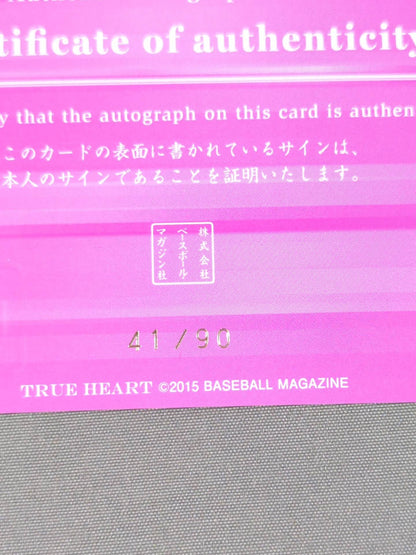 tificate of authenticity
y that the autograph on this card is authen
このカードの表面に書かれているサインは、
本人のサインであることを証明いたします。
株式会社
ベースボール
マガジン社
41/90
TRUE HEART ©2015 BASEBALL MAGAZINE